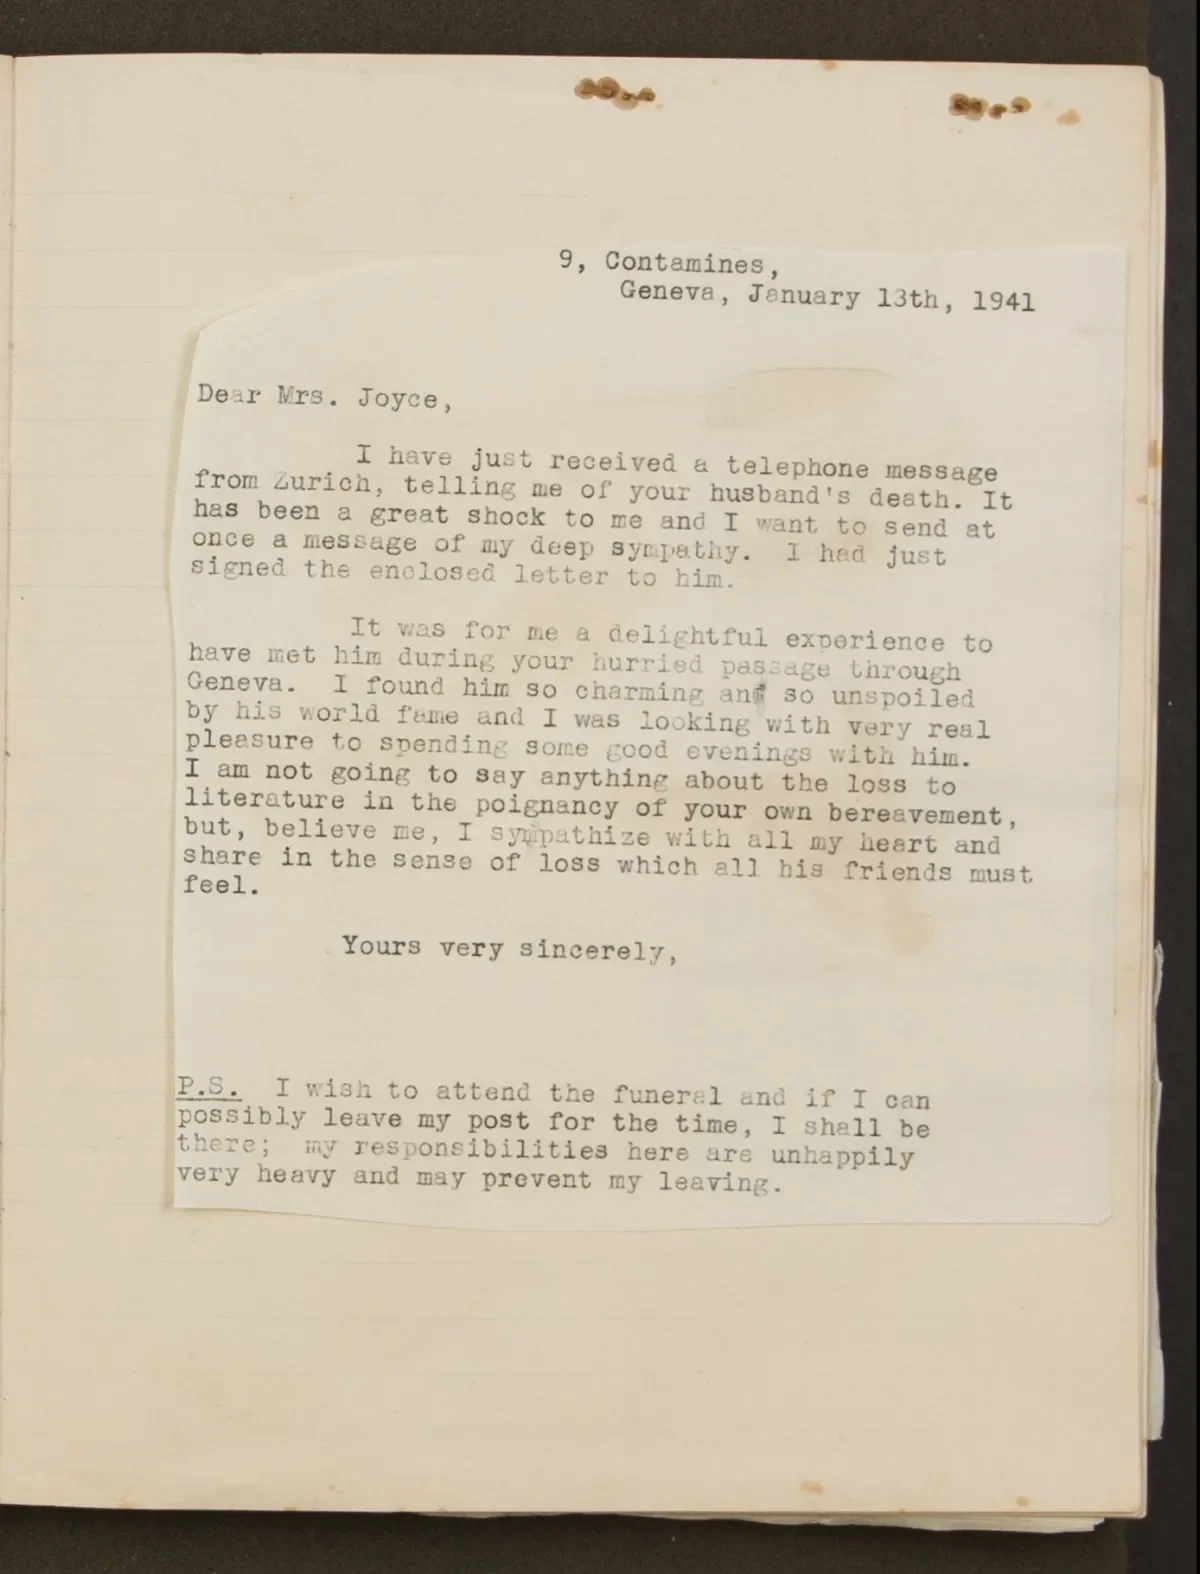 9, Contamines,
Geneva, January 13th, 1941
Dear Mrs. Joyce,
I have just received a telephone message
from Zurich, telling me of your husband's death. It
has been a great shock to me and I want to send at
once a message of my deep sympathy. I had just
signed the enclosed letter to him.
It was for me a delightful experience to
have met him during your hurried passage through
Geneva. I found him so charming and so unspoiled
by his world fame and I was looking with very real
pleasure to spending some good evenings with him.
I am not going to say anything about the loss to
literature in the poignancy of your own bereavement,
but, believe me, I sympathize with all my heart and
share in the sense of loss which all his friends must
feel.
Yours very sincerely,
P.S. I wish to attend the funeral and if I can
possibly leave my post for the time, I shall be
there; my responsibilities here are unhappily
very heavy and may prevent my leaving.